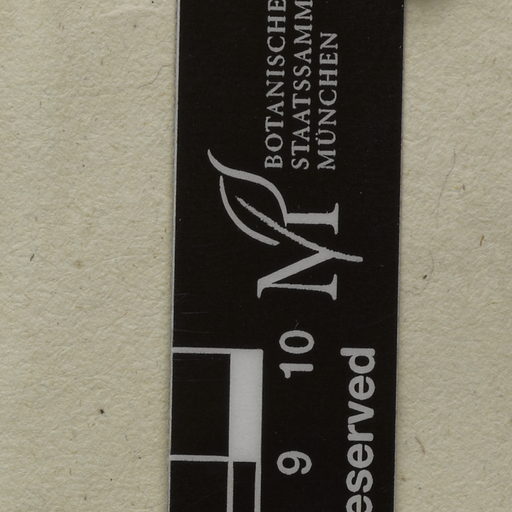 BOTANISCHE
STAATSSAMM
MÜNCHEN
M
9 10
eserved